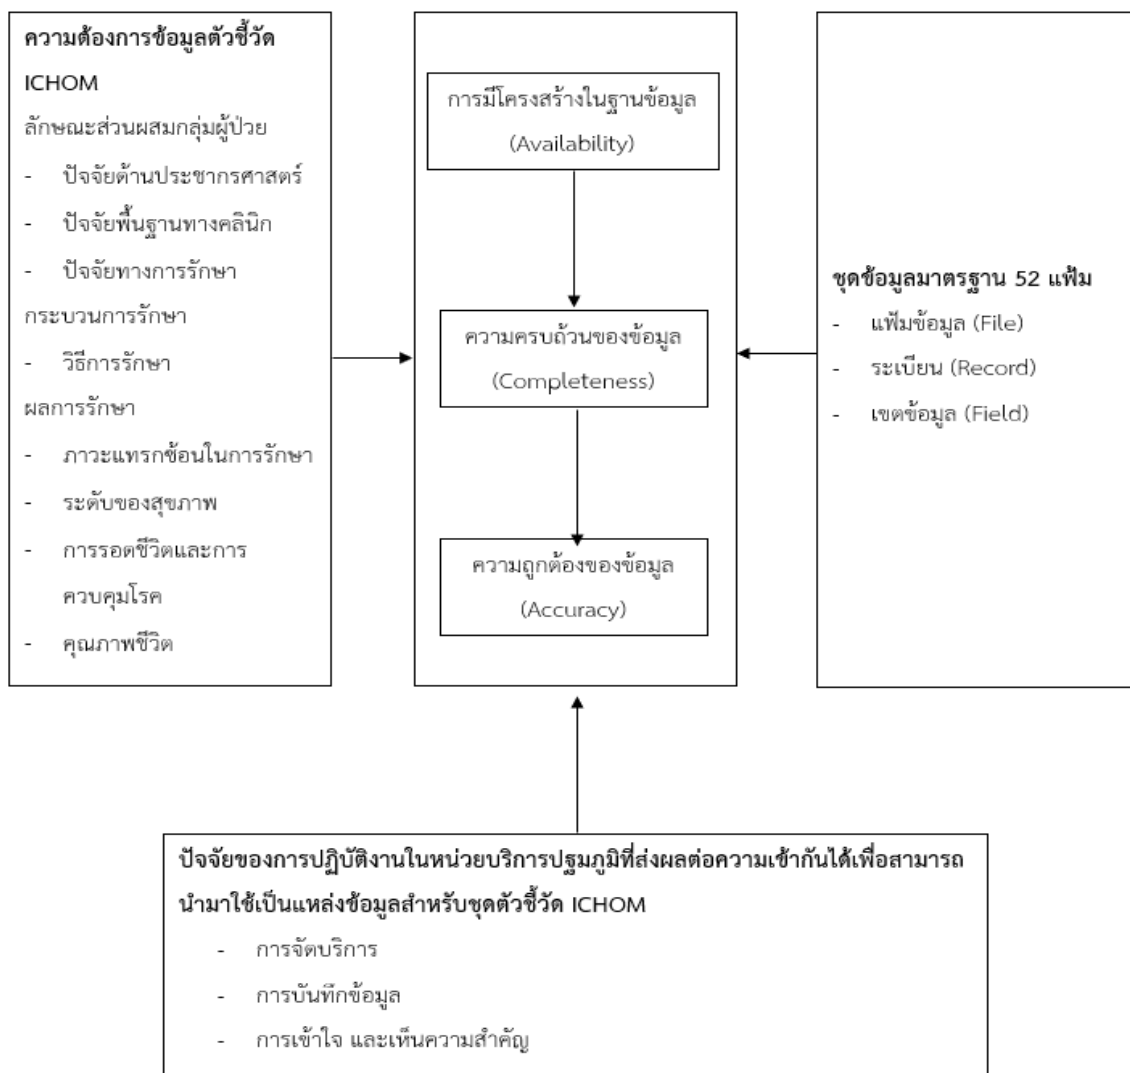 ความต้องการข้อมูลตัวชี้วัด
ICHOM
ลักษณะส่วนผสมกลุ่มผู้ป่วย
- ปัจจัยด้านประชากรศาสตร์
- ปัจจัยพื้นฐานทางคลินิก
- ปัจจัยทางการรักษา
กระบวนการรักษา
- วิธีการรักษา
ผลการรักษา
- ภาวะแทรกซ้อนในการรักษา
- ระดับของสุขภาพ
- การรอดชีวิตและการ
ควบคุมโรค
- คุณภาพชีวิต
การมีโครงสร้างในฐานข้อมูล
(Availability)
ความครบถ้วนของข้อมูล
(Completeness)
ความถูกต้องของข้อมูล
(Accuracy)
ชุดข้อมูลมาตรฐาน 52 แฟ้ม
- แฟ้มข้อมูล (File)
- ระเบียน (Record)
- เขตข้อมูล (Field)
ปัจจัยของการปฏิบัติงานในหน่วยบริการปฐมภูมิที่ส่งผลต่อความเข้ากันได้เพื่อสามารถ
นำมาใช้เป็นแหล่งข้อมูลสำหรับชุดตัวชี้วัด ICHOM
- การจัดบริการ
- การบันทึกข้อมูล
- การเข้าใจ และเห็นความสำคัญ